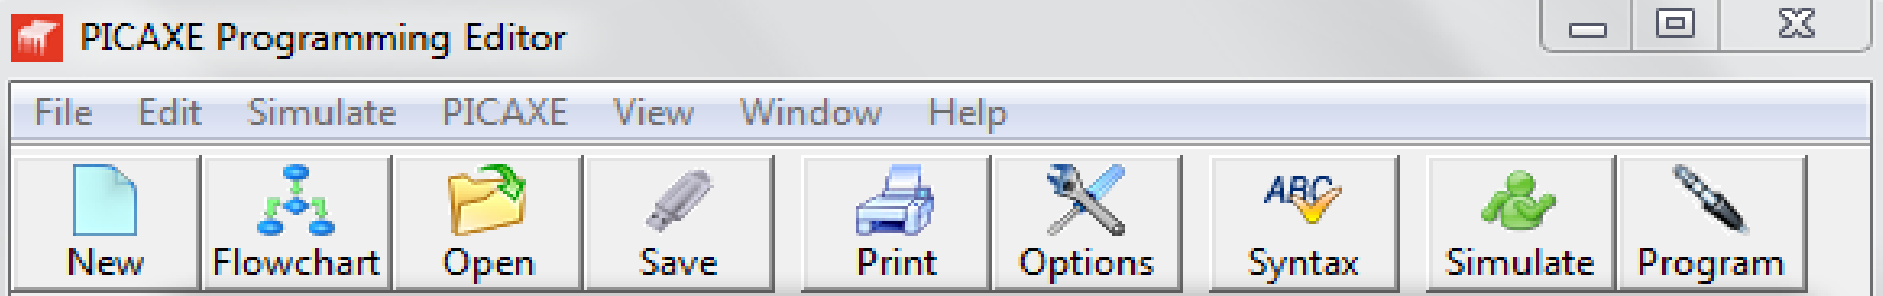 PICAXE Programming Editor
File Edit Simulate PICAXE View Window Help
ABC
New Flowchart Open Save Print Options Syntax Simulate Program